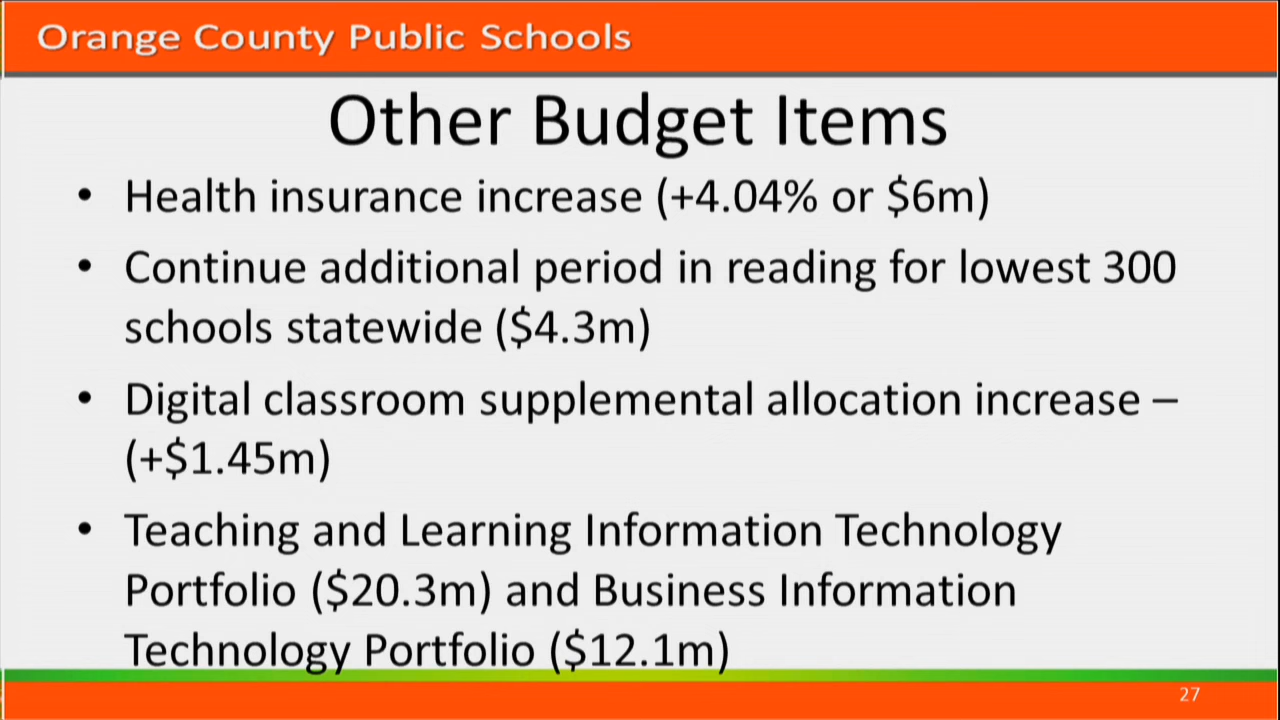 Orange County Public Schools
Other Budget Items
• Health insurance increase (+4.04% or $6m)
• Continue additional period in reading for lowest 300
schools statewide ($4.3m)
• Digital classroom supplemental allocation increase –
(+$1.45m)
• Teaching and Learning Information Technology
Portfolio ($20.3m) and Business Information
Technology Portfolio ($12.1m)
27